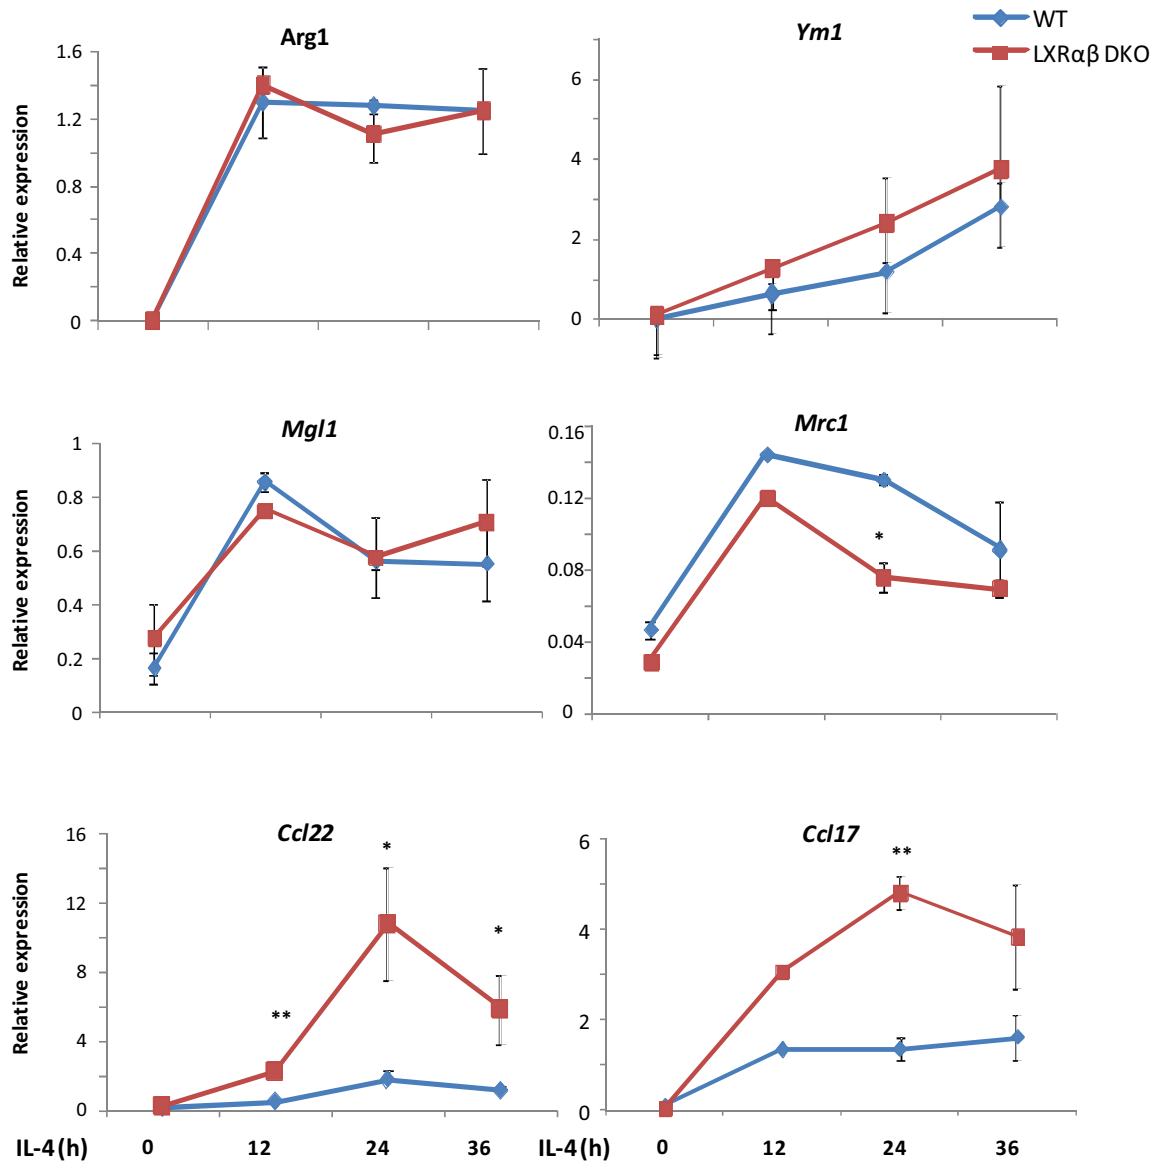 WT
LXRαβ DKO
Arg1
Relative expression
1.6
1.2
0.8
0.4
0
Ym1
6
4
2
0
Mgl1
Relative expression
1
0.8
0.6
0.4
0.2
0
Mrc1
0.16
0.12
0.08
0.04
0
*
Ccl22
Relative expression
16
12
8
4
0
**
*
*
Ccl17
6
4
2
0
**
IL-4 (h) 0 12 24 36
IL-4 (h) 0 12 24 36